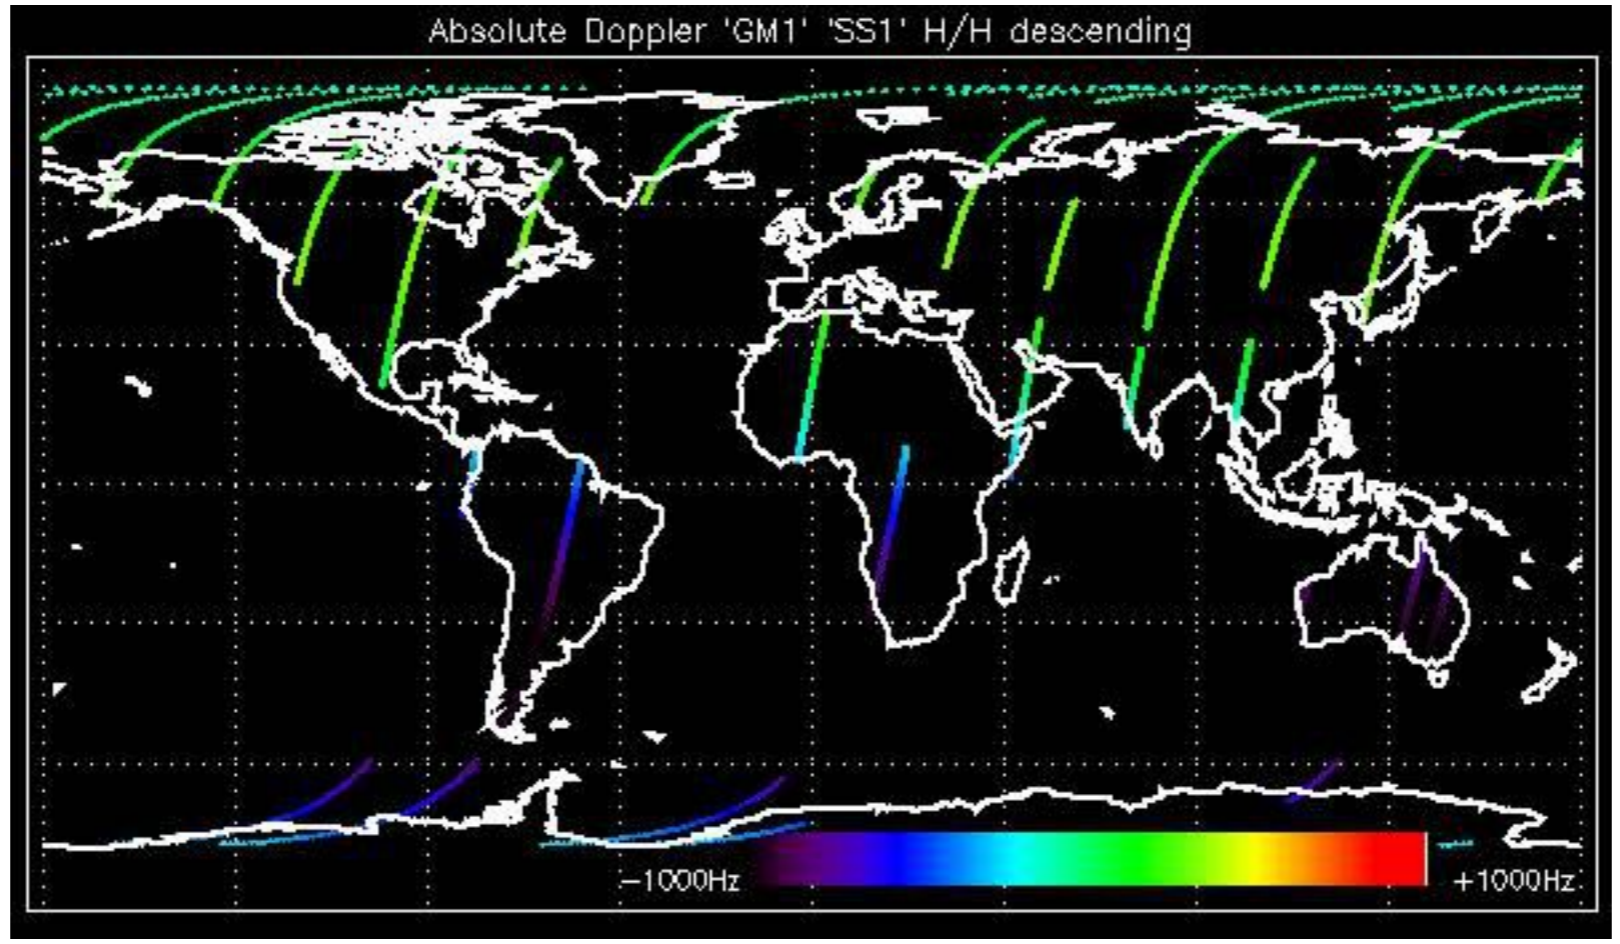 Absolute Doppler 'GM1' 'SS1' H/H descending
−1000Hz
+1000Hz